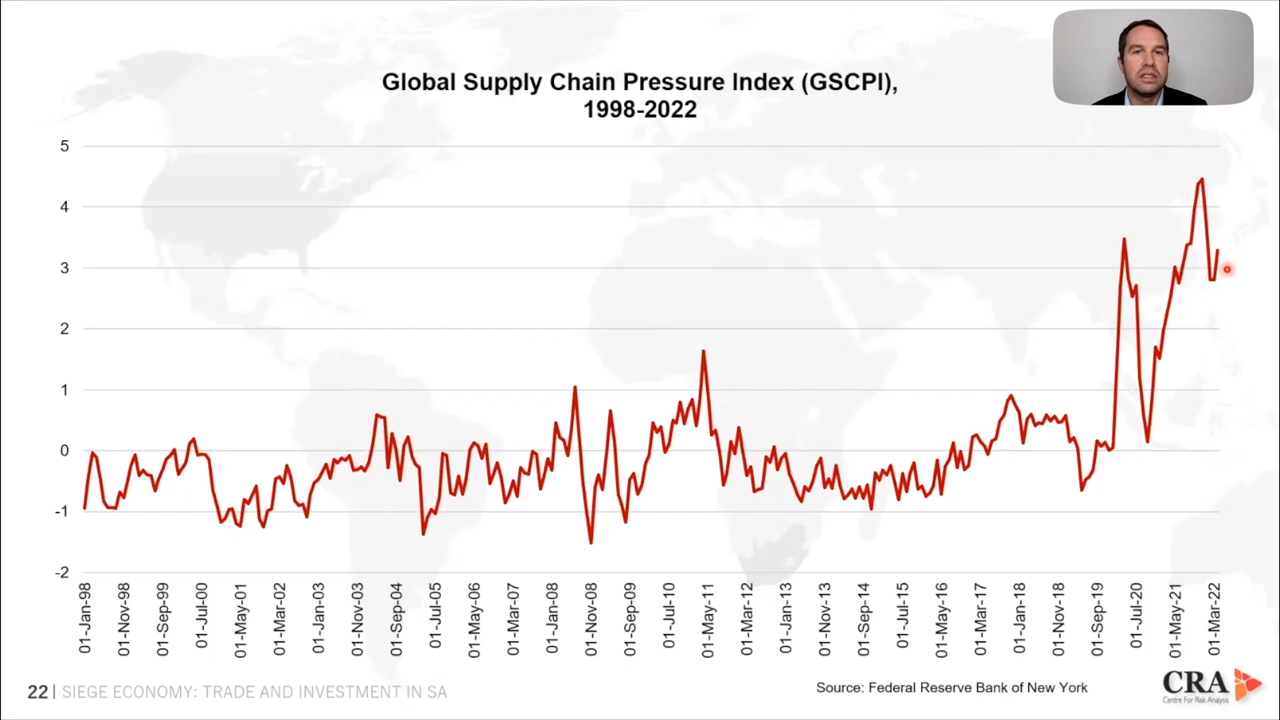 Global Supply Chain Pressure Index (GSCPI),
1998-2022
5
4
3
2
1
0
-1
-2
01-Jan-98
01-Nov-98
01-Sep-99
01-Jul-00
01-May-01
01-Mar-02
01-Jan-03
01-Nov-03
01-Sep-04
01-Jul-05
01-May-06
01-Mar-07
01-Jan-08
01-Nov-08
01-Sep-09
01-Jul-10
01-May-11
01-Mar-12
01-Jan-13
01-Nov-13
01-Sep-14
01-Jul-15
01-May-16
01-Mar-17
01-Jan-18
01-Nov-18
01-Sep-19
01-Jul-20
01-May-21
01-Mar-22
22 | SIEGE ECONOMY: TRADE AND INVESTMENT IN SA
Source: Federal Reserve Bank of New York
CRA
Centre For Risk Analysis